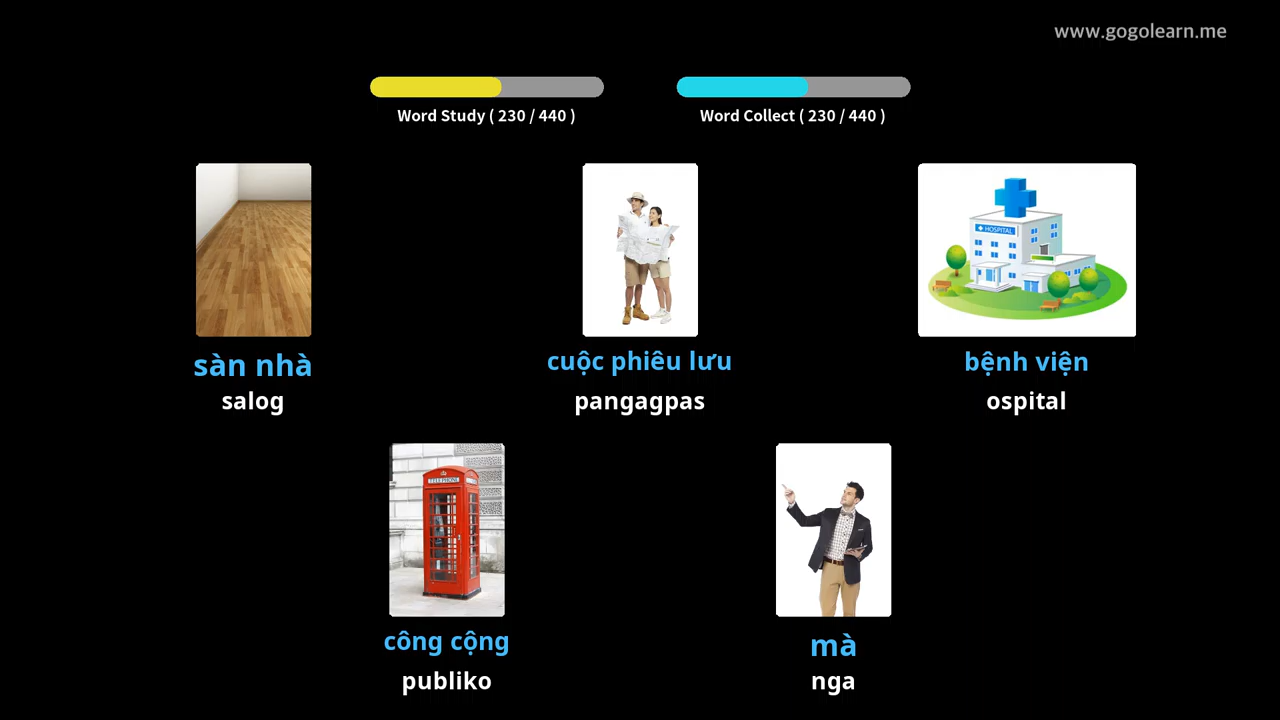 www.gogolearn.me
Word Study ( 230 / 440 )
Word Collect ( 230 / 440 )
HOSPITAL
sàn nhà
salog
cuộc phiêu lưu
pangagpas
bệnh viện
ospital
TELEPHONE
công cộng
publiko
mà
nga